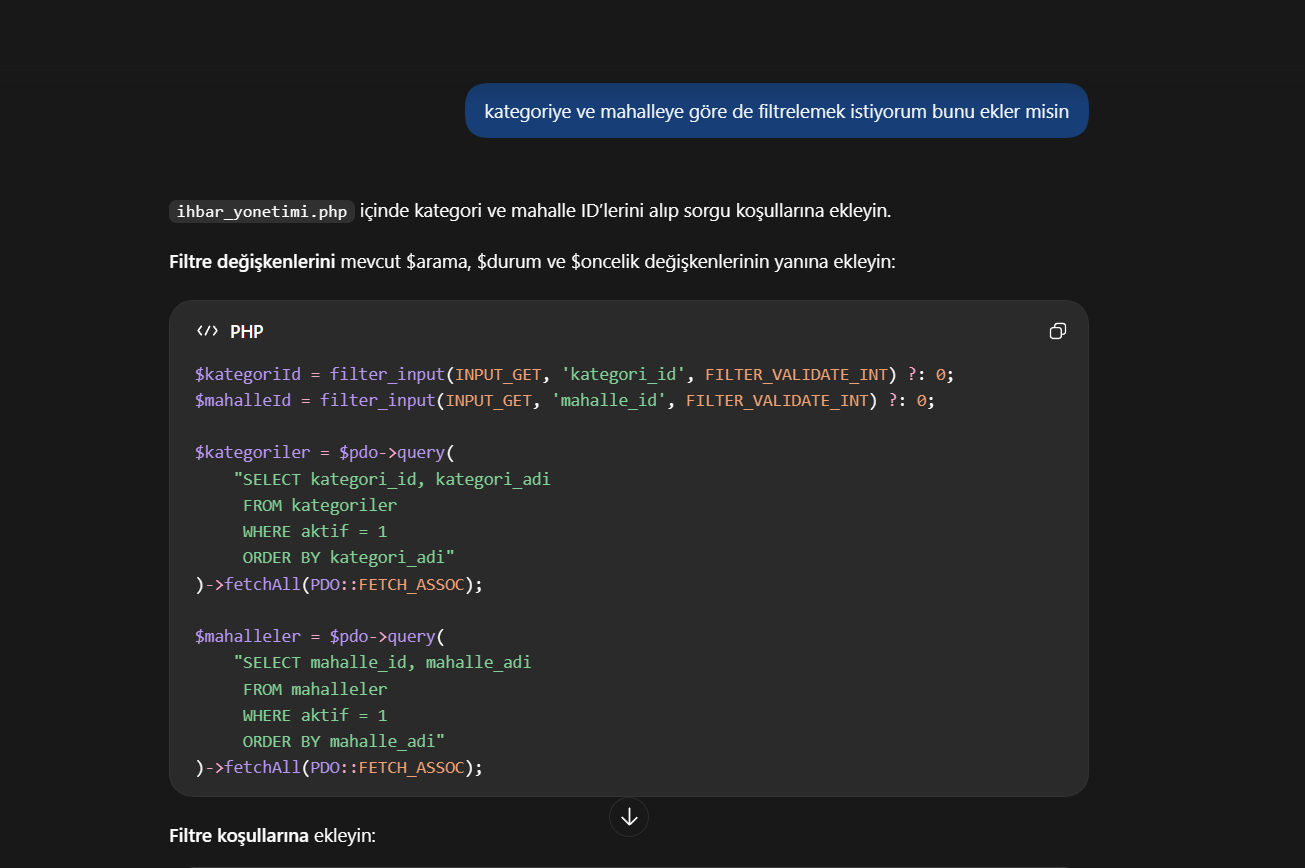 kategoriye ve mahalleye göre de filtrelemek istiyorum bunu ekler misin
ihbar_yonetimi.php içinde kategori ve mahalle ID’lerini alıp sorgu koşullarına ekleyin.
Filtre değişkenlerini mevcut $arama, $durum ve $oncelik değişkenlerinin yanına ekleyin:
</> PHP
$kategoriId = filter_input(INPUT_GET, 'kategori_id', FILTER_VALIDATE_INT) ?: 0;
$mahalleId = filter_input(INPUT_GET, 'mahalle_id', FILTER_VALIDATE_INT) ?: 0;
$kategoriler = $pdo->query(
"SELECT kategori_id, kategori_adi
FROM kategoriler
WHERE aktif = 1
ORDER BY kategori_adi"
)->fetchAll(PDO::FETCH_ASSOC);
$mahalleler = $pdo->query(
"SELECT mahalle_id, mahalle_adi
FROM mahalleler
WHERE aktif = 1
ORDER BY mahalle_adi"
)->fetchAll(PDO::FETCH_ASSOC);
Filtre koşullarına ekleyin: